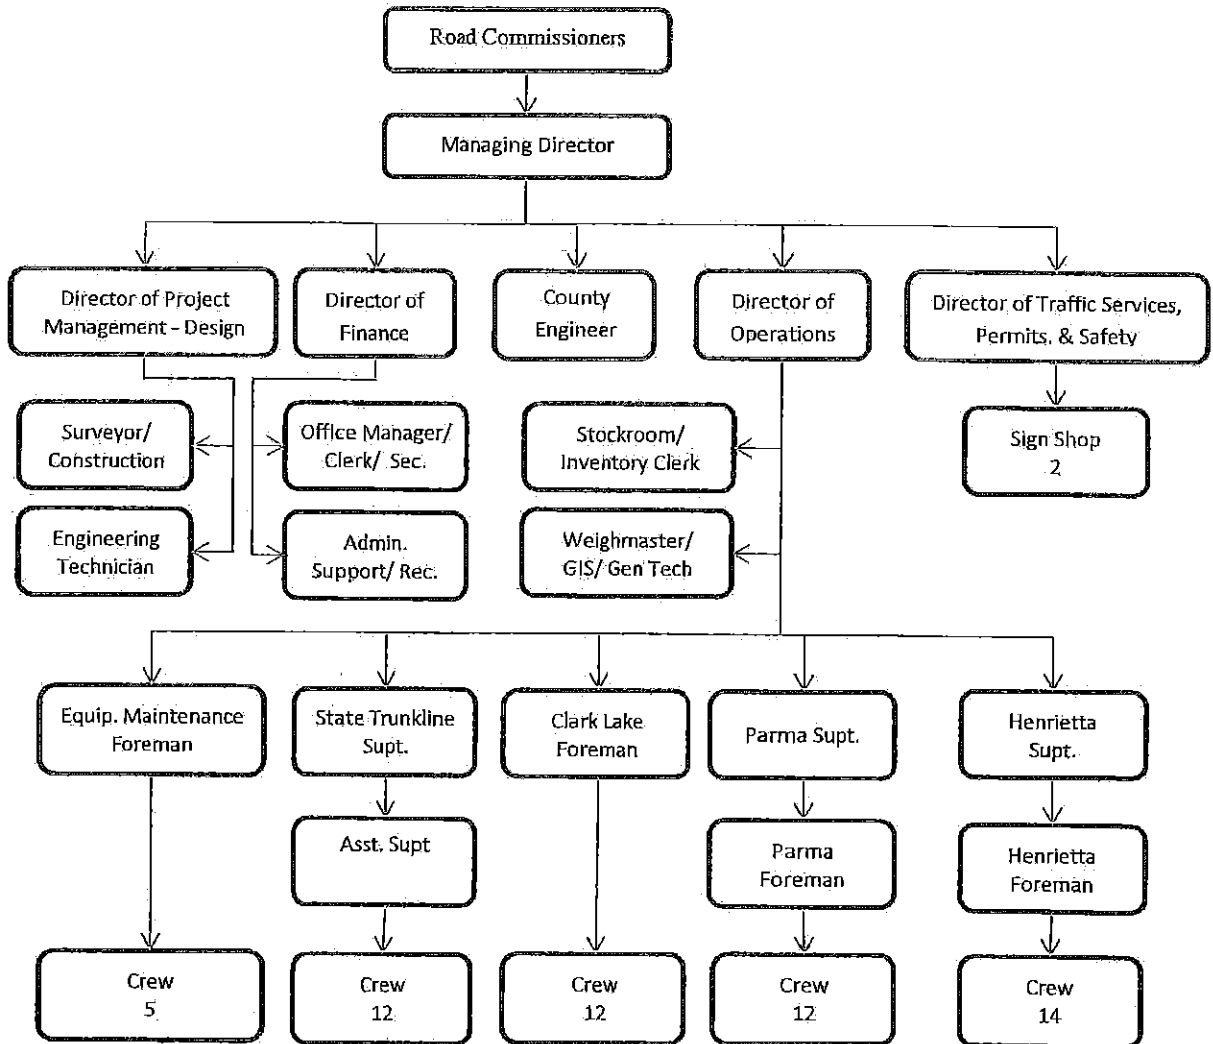 Road Commissioners
Managing Director
Director of Project
Management - Design
Director of
Finance
County
Engineer
Director of
Operations
Director of Traffic Services,
Permits, & Safety
Surveyor/
Construction
Office Manager/
Clerk/ Sec.
Stockroom/
Inventory Clerk
Sign Shop
2
Engineering
Technician
Admin.
Support/ Rec.
Weighmaster/
GIS/ Gen Tech
Equip. Maintenance
Foreman
State Trunkline
Supt.
Clark Lake
Foreman
Parma Supt.
Henrietta
Supt.
Asst. Supt
Parma
Foreman
Henrietta
Foreman
Crew
5
Crew
12
Crew
12
Crew
12
Crew
14